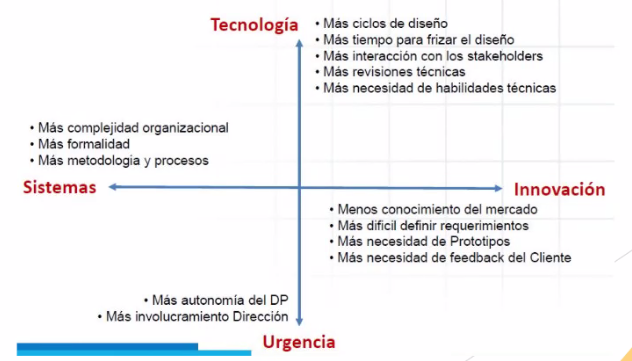 Tecnología
• Más ciclos de diseño
• Más tiempo para frizar el diseño
• Más interacción con los stakeholders
• Más revisiones técnicas
• Más necesidad de habilidades técnicas
• Más complejidad organizacional
• Más formalidad
• Más metodologia y procesos
Sistemas
Innovación
• Menos conocimiento del mercado
• Más dificil definir requerimientos
• Más necesidad de Prototipos
• Más necesidad de feedback del Cliente
• Más autonomía del DP
• Más involucramiento Dirección
Urgencia